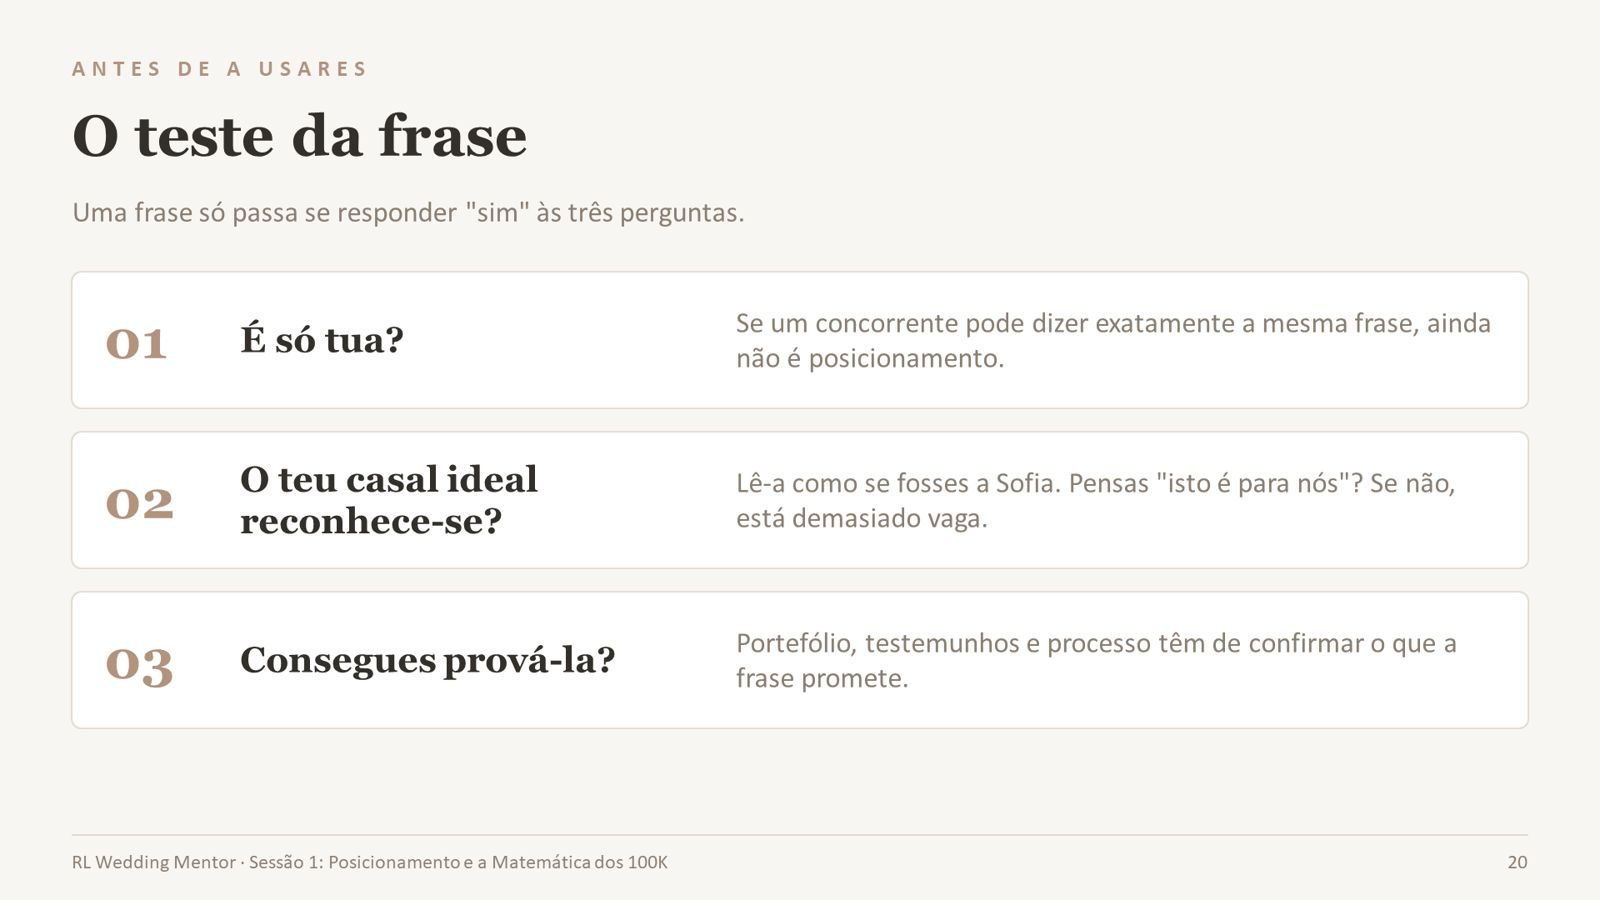 ANTES DE A USARES
O teste da frase
Uma frase só passa se responder "sim" às três perguntas.
01
É só tua?
Se um concorrente pode dizer exatamente a mesma frase, ainda
não é posicionamento.
02
O teu casal ideal
reconhece-se?
Lê-a como se fosses a Sofia. Pensas "isto é para nós"? Se não,
está demasiado vaga.
03
Consegues prová-la?
Portefólio, testemunhos e processo têm de confirmar o que a
frase promete.
RL Wedding Mentor · Sessão 1: Posicionamento e a Matemática dos 100K
20